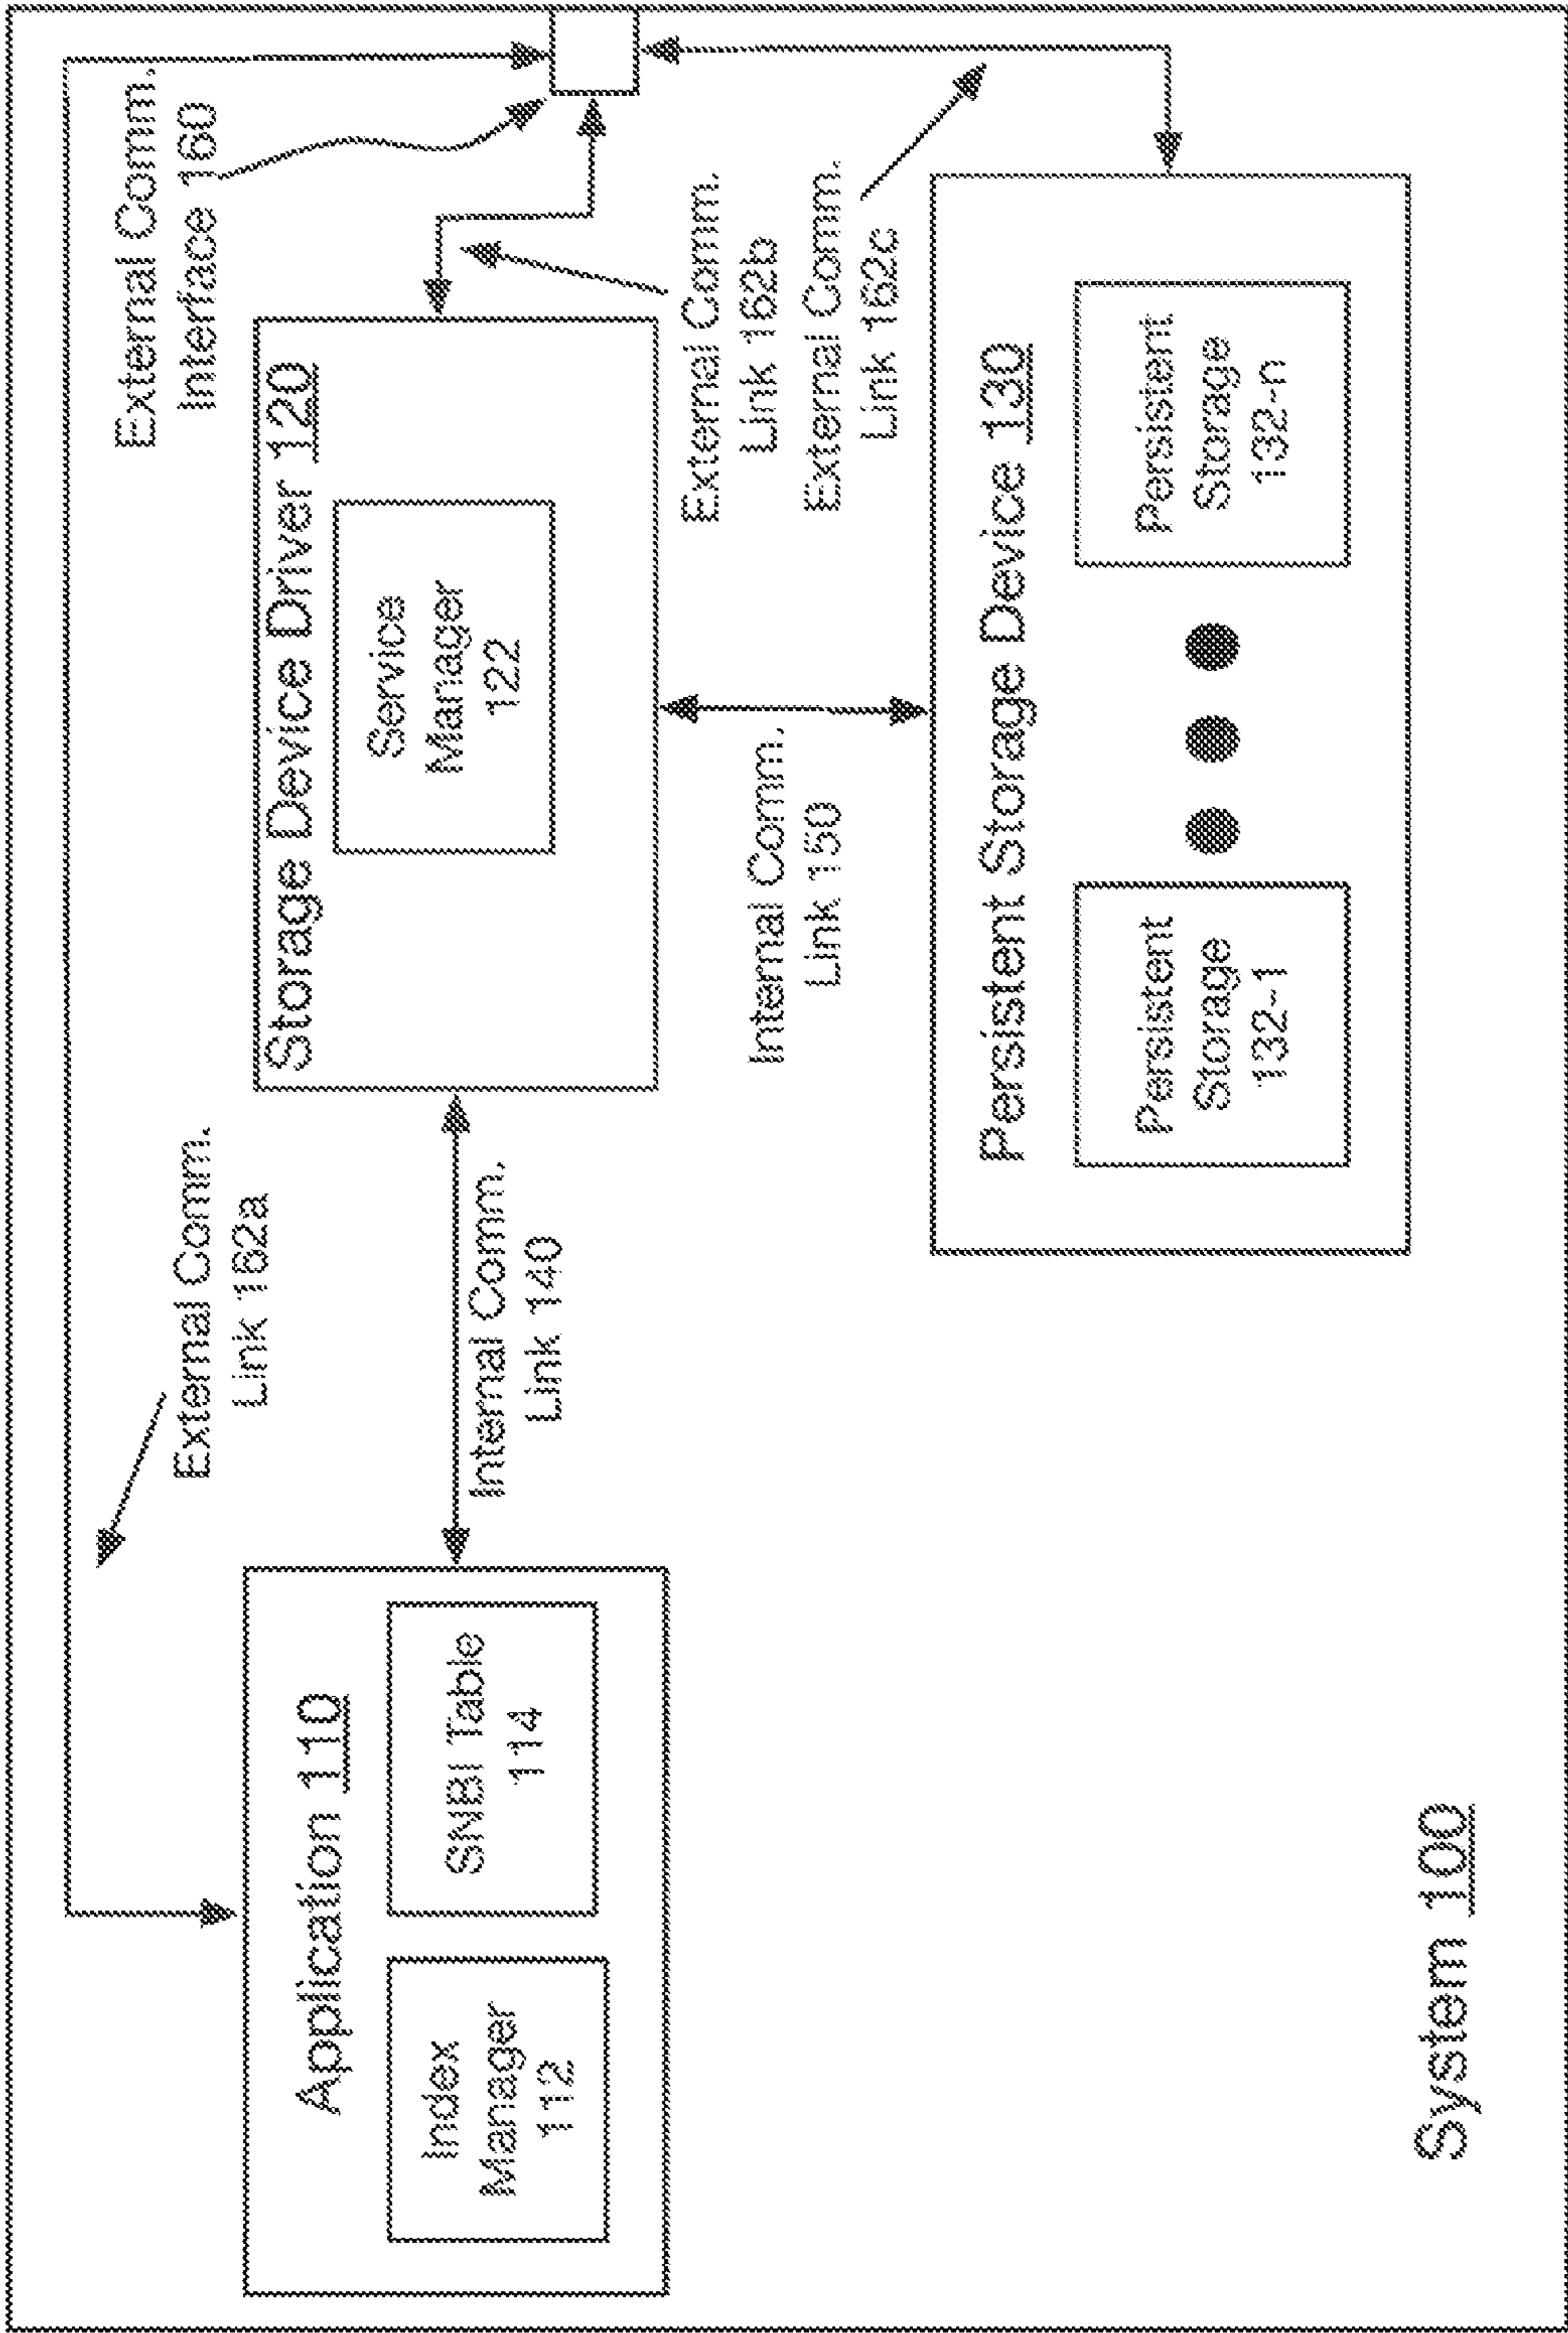 External Comm.
Link 162a
External Comm.
Interface 160
Application 110
Index
Manager
112
SNBI Table
114
Internal Comm.
Link 140
Storage Device Driver 120
Service
Manager
122
External Comm.
Link 162b
External Comm.
Link 162c
Internal Comm.
Link 150
Persistent Storage Device 130
Persistent
Storage
132-1
Persistent
Storage
132-n
System 100